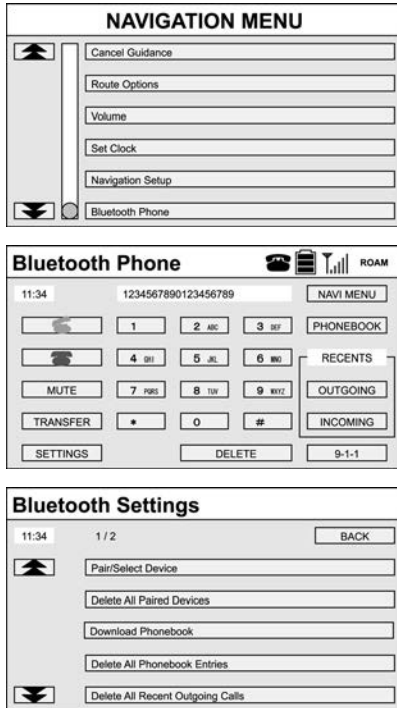 NAVIGATION MENU
Cancel Guidance
Route Options
Volume
Set Clock
Navigation Setup
Bluetooth Phone
Bluetooth Phone ROAM
11:34 1234567890123456789 NAVI MENU
1 2 ABC 3 DEF PHONEBOOK
4 GHI 5 JKL 6 MNO RECENTS
MUTE 7 PQRS 8 TUV 9 WXYZ OUTGOING
TRANSFER * 0 # INCOMING
SETTINGS DELETE 9-1-1
Bluetooth Settings
11:34 1/2 BACK
Pair/Select Device
Delete All Paired Devices
Download Phonebook
Delete All Phonebook Entries
Delete All Recent Outgoing Calls